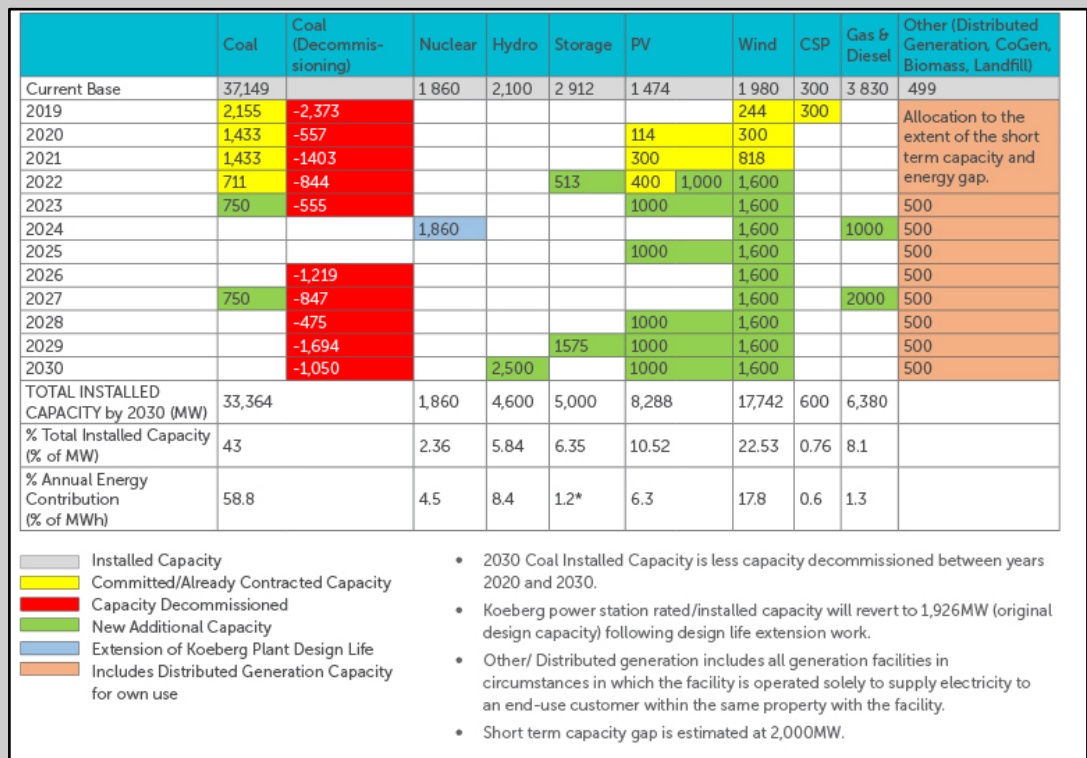 Coal Coal (Decommis-sioning) Nuclear Hydro Storage PV Wind CSP Gas & Diesel Other (Distributed Generation, CoGen, Biomass, Landfill)
Current Base 37,149 1 860 2,100 2 912 1 474 1 980 300 3 830 499
2019 2,155 -2,373 244 300 Allocation to the extent of the short term capacity and energy gap.
2020 1,433 -557 114 300
2021 1,433 -1403 300 818
2022 711 -844 513 400 1,000 1,600
2023 750 -555 1000 1,600 500
2024 1,860 1,600 1000 500
2025 1000 1,600 500
2026 -1,219 1,600 500
2027 750 -847 1,600 2000 500
2028 -475 1000 1,600 500
2029 -1,694 1575 1000 1,600 500
2030 -1,050 2,500 1000 1,600 500
TOTAL INSTALLED CAPACITY by 2030 (MW) 33,364 1,860 4,600 5,000 8,288 17,742 600 6,380
% Total Installed Capacity (% of MW) 43 2.36 5.84 6.35 10.52 22.53 0.76 8.1
% Annual Energy Contribution (% of MWh) 58.8 4.5 8.4 1.2* 6.3 17.8 0.6 1.3
Installed Capacity
Committed/Already Contracted Capacity
Capacity Decommissioned
New Additional Capacity
Extension of Koeberg Plant Design Life
Includes Distributed Generation Capacity
for own use
• 2030 Coal Installed Capacity is less capacity decommissioned between years
2020 and 2030.
• Koeberg power station rated/installed capacity will revert to 1,926MW (original
design capacity) following design life extension work.
• Other/ Distributed generation includes all generation facilities in
circumstances in which the facility is operated solely to supply electricity to
an end-use customer within the same property with the facility.
• Short term capacity gap is estimated at 2,000MW.